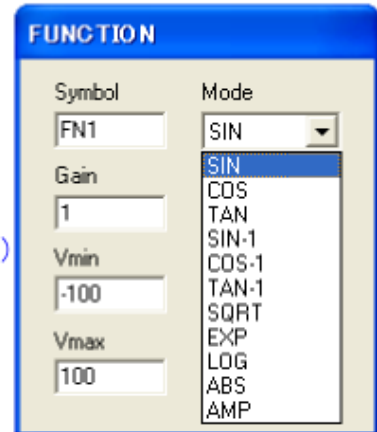 FUNCTION
Symbol
FN1
Gain
1
Vmin
-100
Vmax
100
Mode
SIN
SIN
COS
TAN
SIN-1
COS-1
TAN-1
SQRT
EXP
LOG
ABS
AMP
)